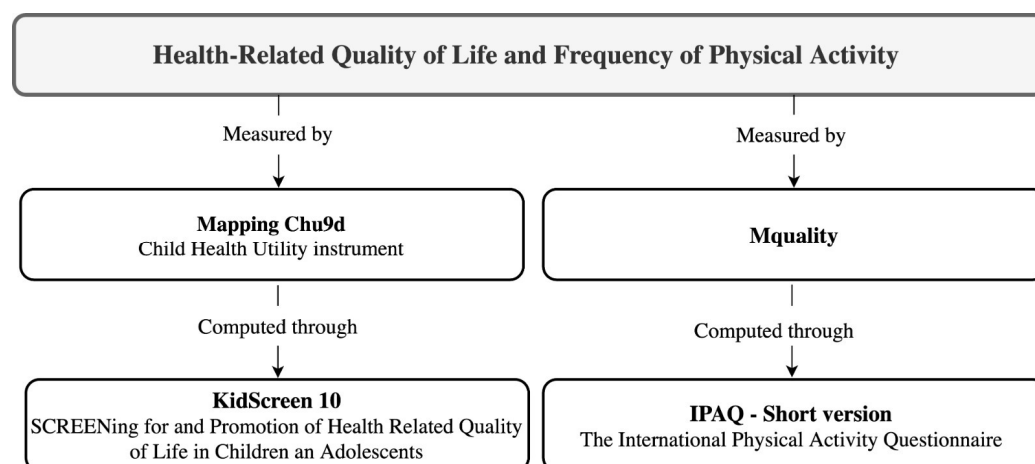 Health-Related Quality of Life and Frequency of Physical Activity
Measured by
Measured by
Mapping Chu9d
Child Health Utility instrument
Mquality
Computed through
Computed through
KidScreen 10
SCREENing for and Promotion of Health Related Quality
of Life in Children an Adolescents
IPAQ - Short version
The International Physical Activity Questionnaire